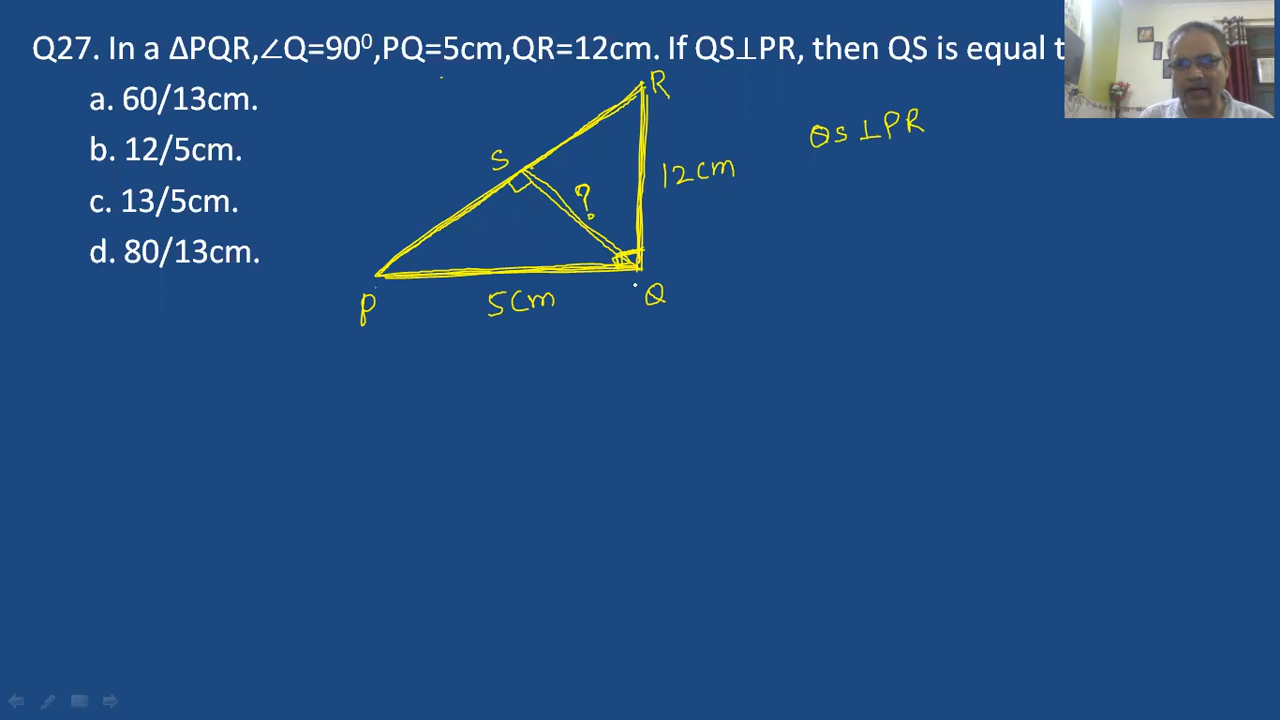 Q27. In a ΔPQR,∠Q=90⁰,PQ=5cm,QR=12cm. If QS⊥PR, then QS is equal t
a. 60/13cm.
b. 12/5cm.
c. 13/5cm.
d. 80/13cm.
R
QS ⊥ PR
S
?
12cm
P
5cm
Q